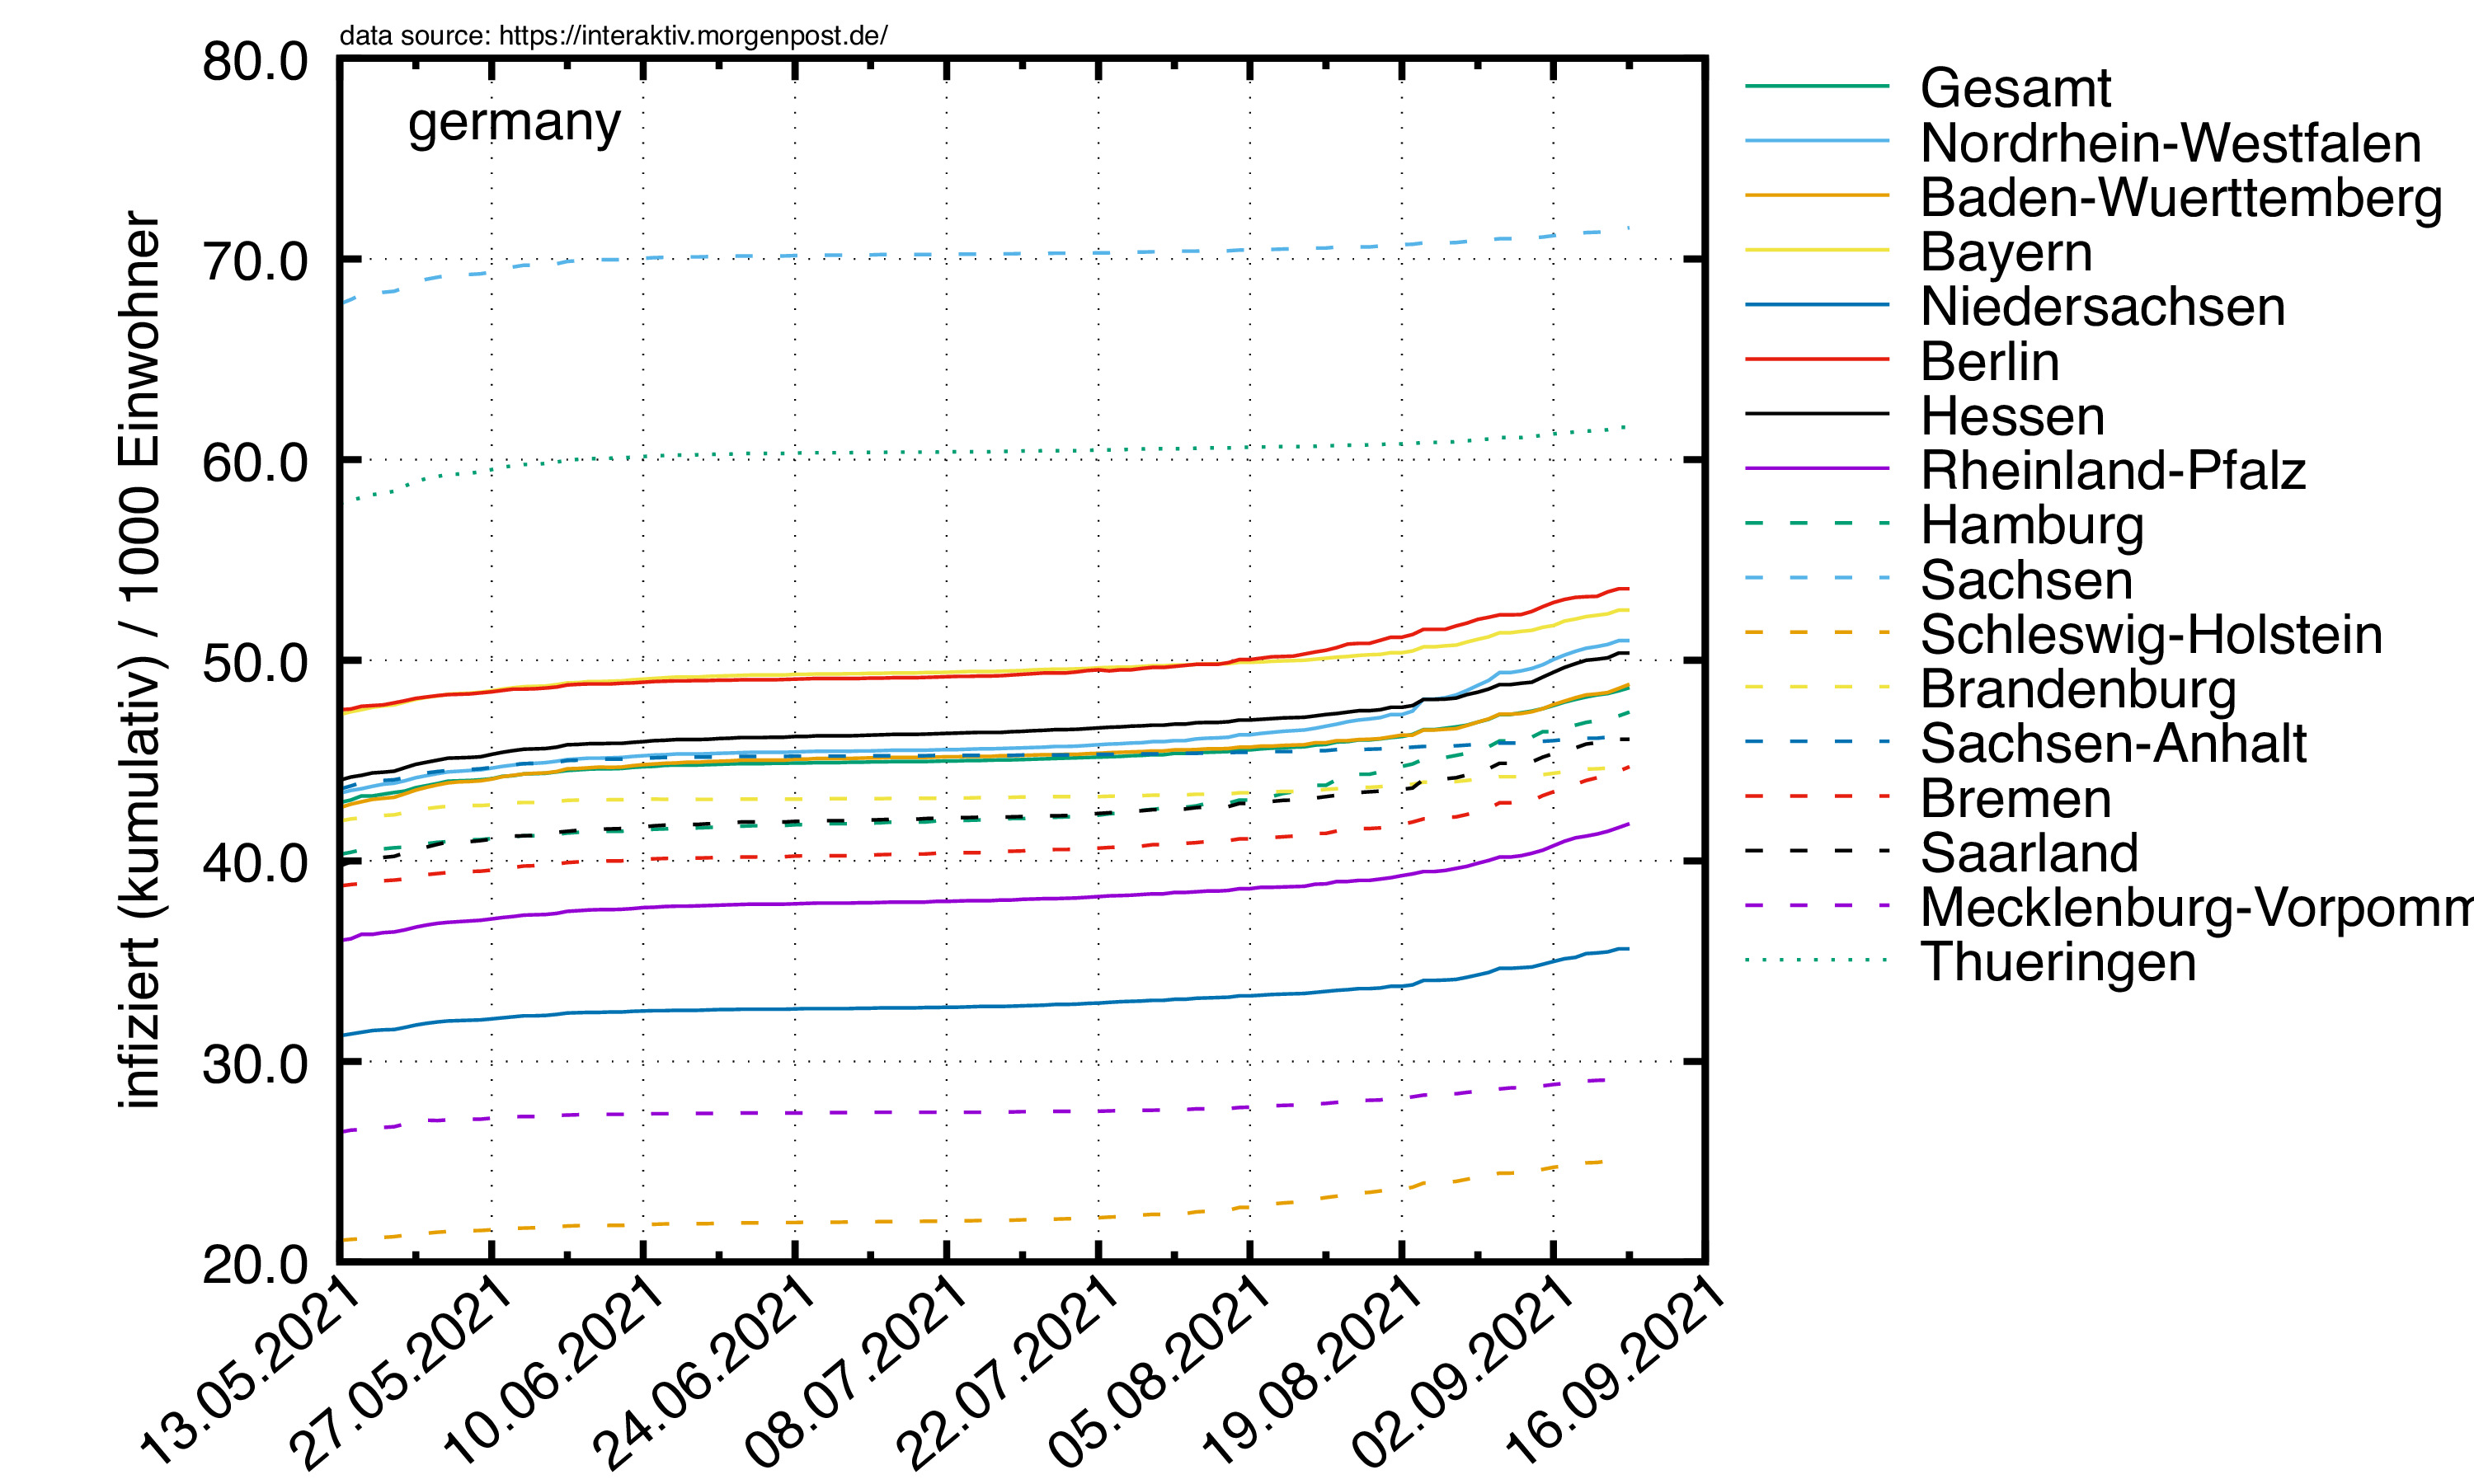 data source: https://interaktiv.morgenpost.de/
germany
infiziert (kumulativ) / 1000 Einwohner
80.0
70.0
60.0
50.0
40.0
30.0
20.0
13.05.2021
27.05.2021
10.06.2021
24.06.2021
08.07.2021
22.07.2021
05.08.2021
19.08.2021
02.09.2021
16.09.2021
Gesamt
Nordrhein-Westfalen
Baden-Wuerttemberg
Bayern
Niedersachsen
Berlin
Hessen
Rheinland-Pfalz
Hamburg
Sachsen
Schleswig-Holstein
Brandenburg
Sachsen-Anhalt
Bremen
Saarland
Mecklenburg-Vorpomm
Thueringen